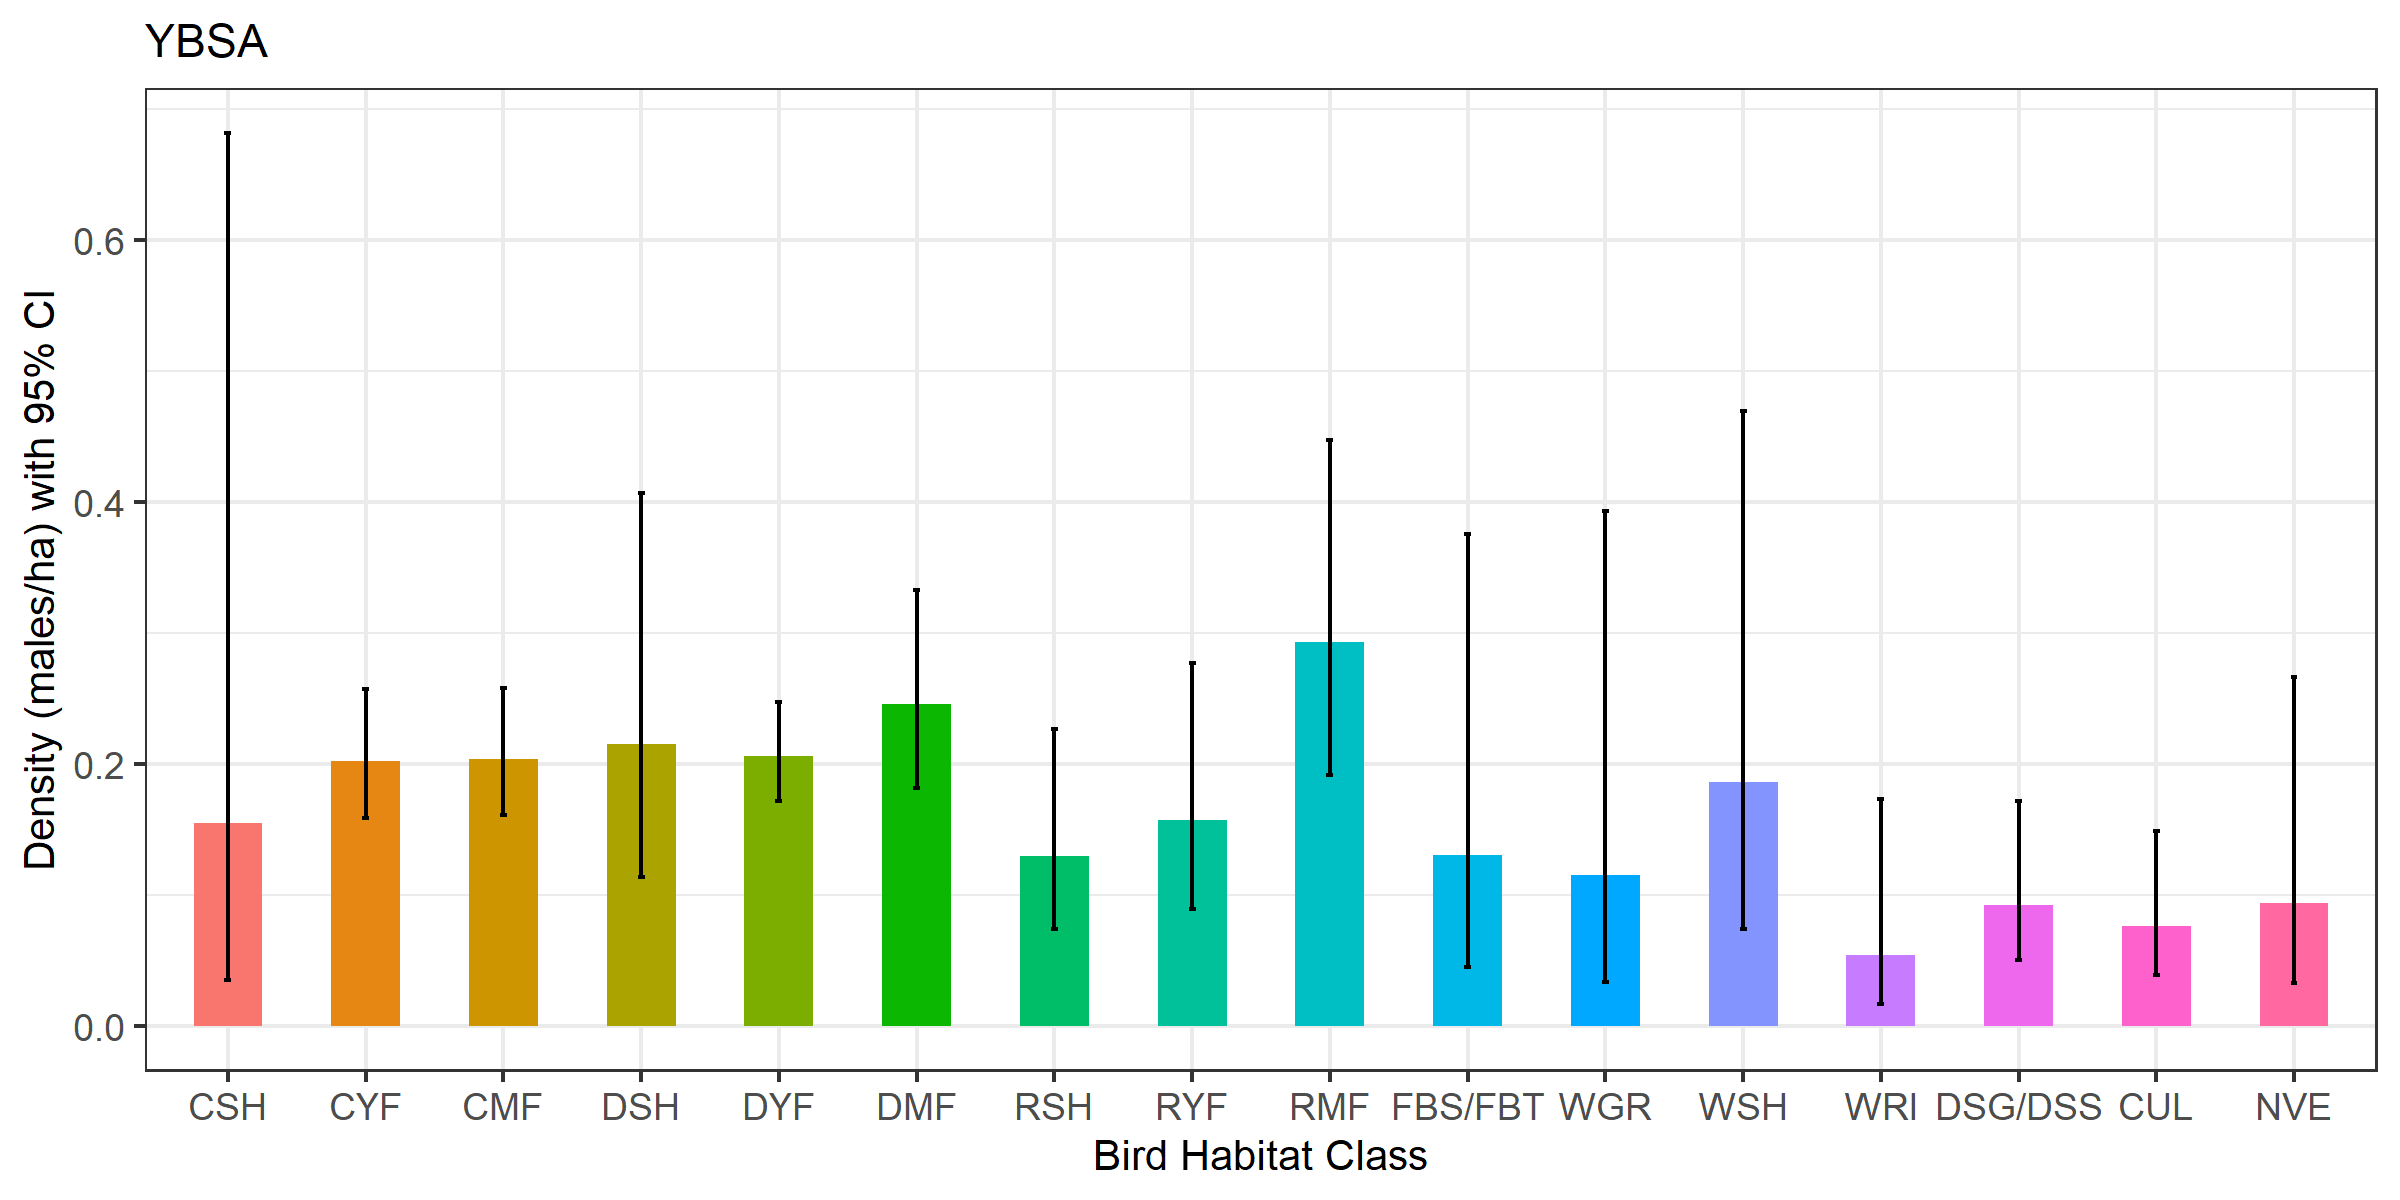 YBSA
Density (males/ha) with 95% CI
0.6
0.4
0.2
0.0
CSH CYF CMF DSH DYF DMF RSH RYF RMF FBS/FBT WGR WSH WRI DSG/DSS CUL NVE
Bird Habitat Class